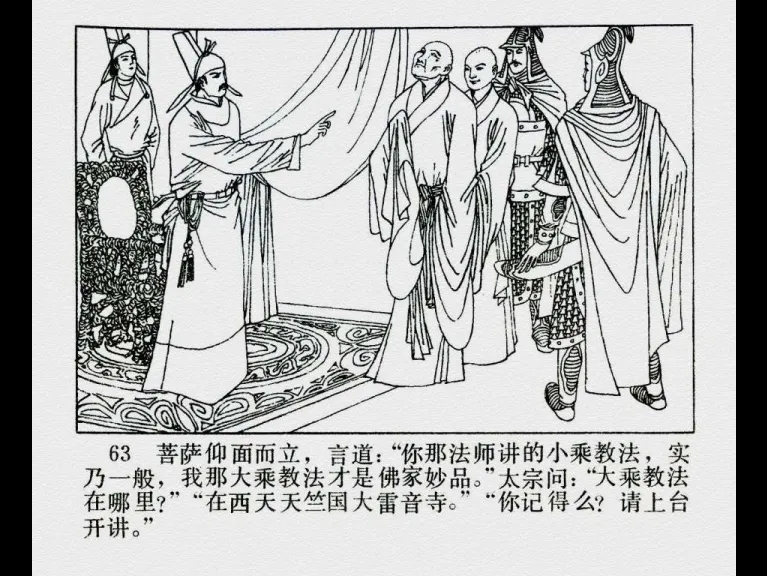 63 菩萨仰面而立，言道：“你那法师讲的小乘教法，实
乃一般，我那大乘教法才是佛家妙品。”太宗问：“大乘教法
在哪里？”“在西天天竺国大雷音寺。”“你记得么？请上台
开讲。”